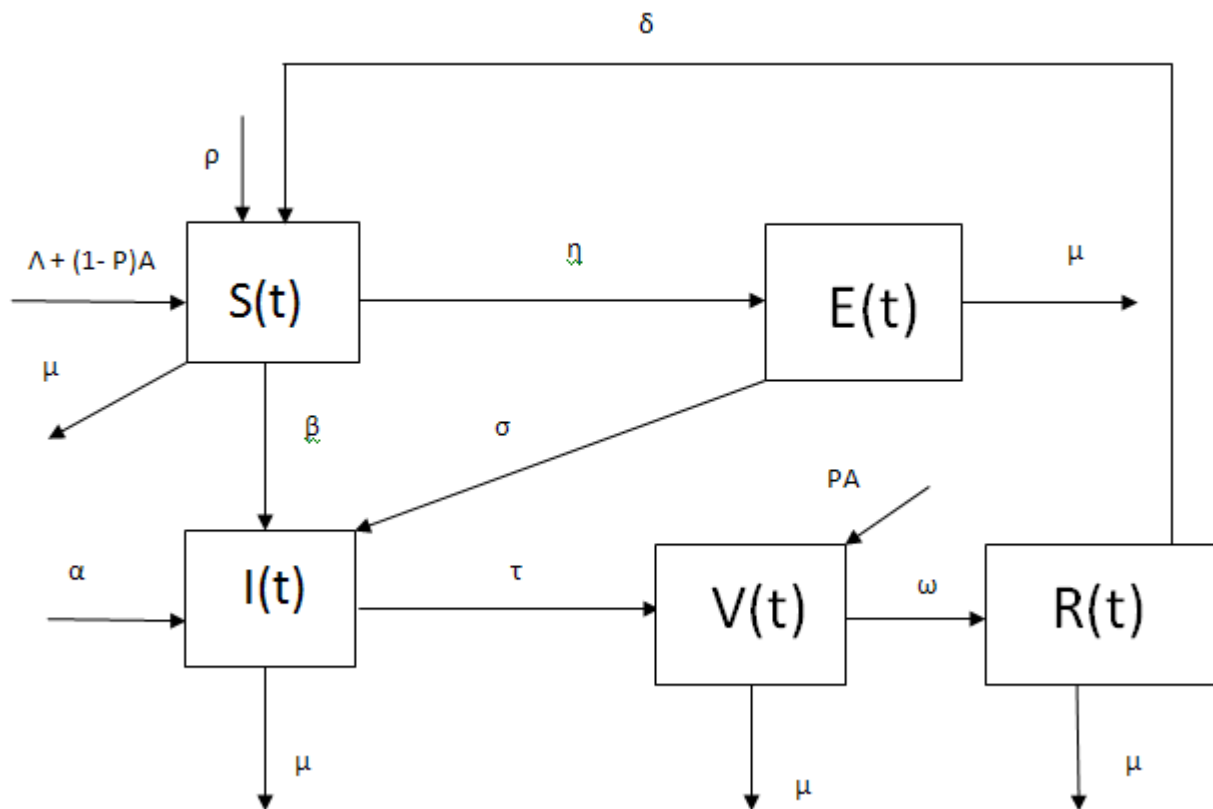 δ
ρ
Λ + (1- P)A
S(t)
η
E(t)
μ
μ
β
σ
PA
α
I(t)
τ
V(t)
ω
R(t)
μ
μ
μ